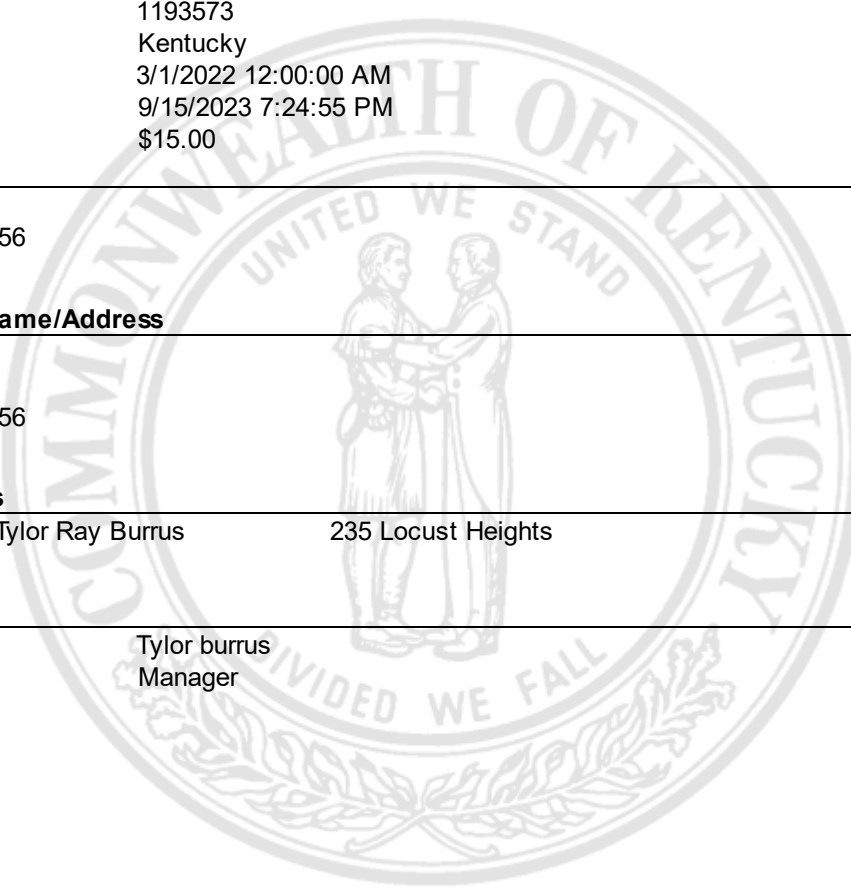 1193573
Kentucky
3/1/2022 12:00:00 AM
9/15/2023 7:24:55 PM
$15.00
56
ame/Address
56
s
Tylor Ray Burrus 235 Locust Heights
Tylor burrus
Manager
COMMONWEALTH OF KENTUCKY
UNITED WE STAND
DIVIDED WE FALL